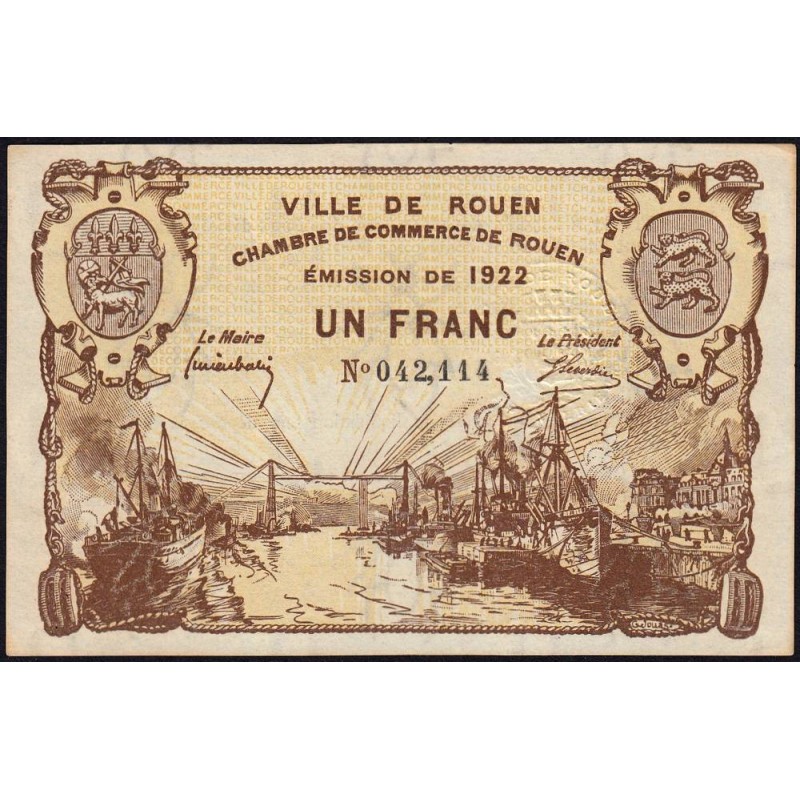 VILLE DE ROUEN
CHAMBRE DE COMMERCE DE ROUEN
ÉMISSION DE 1922
UN FRANC
Le Maire
Le Président
Nº 042,114